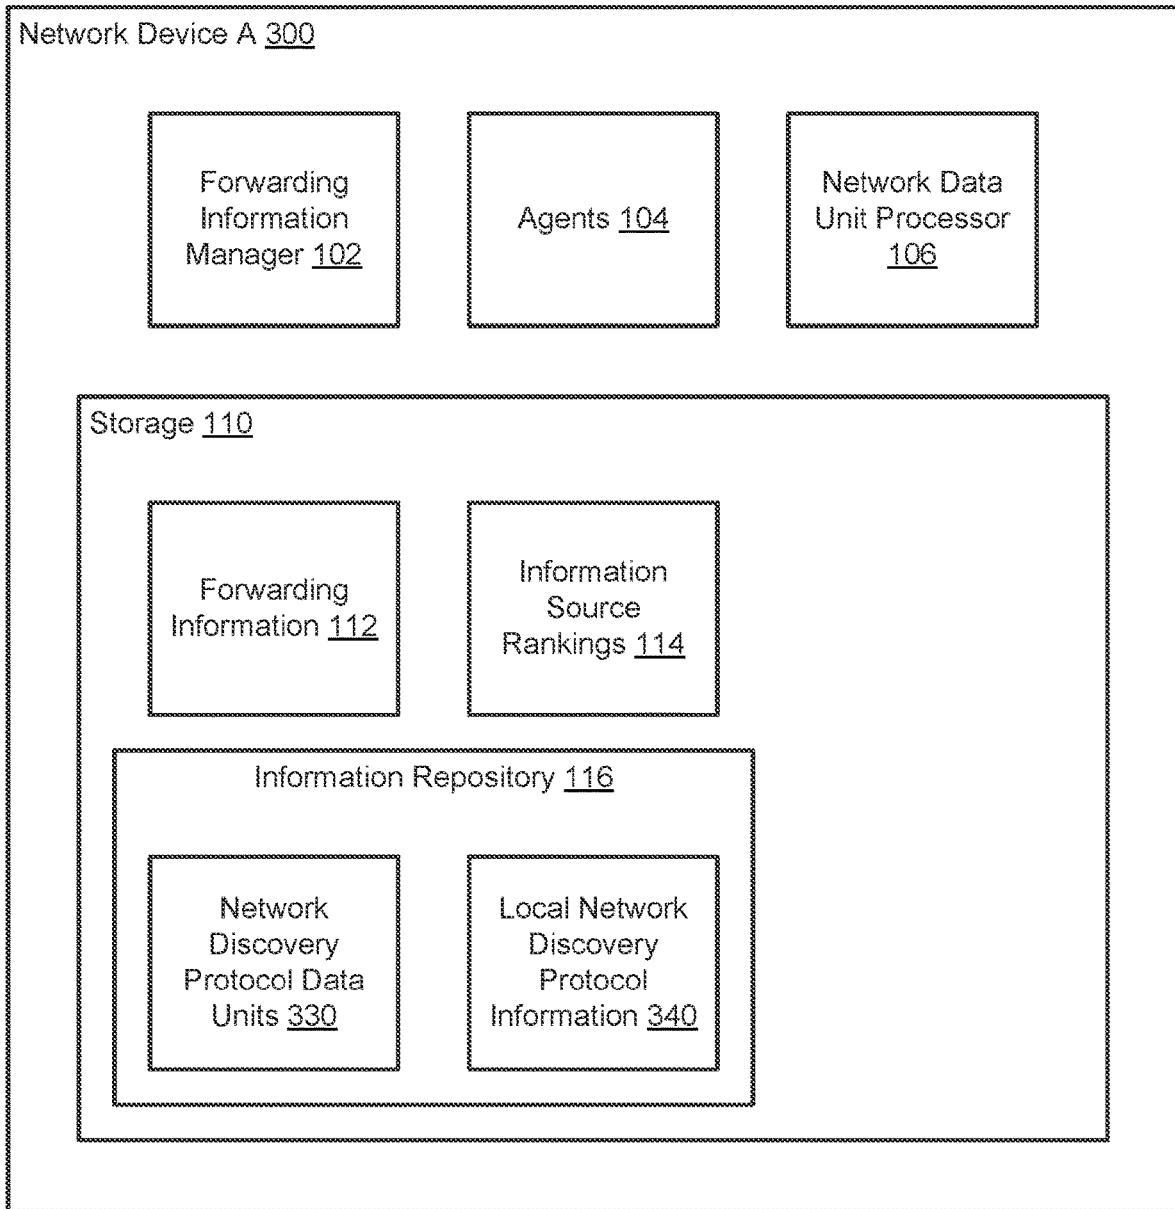 Network Device A 300
Forwarding
Information
Manager 102
Agents 104
Network Data
Unit Processor
106
Storage 110
Forwarding
Information 112
Information
Source
Rankings 114
Information Repository 116
Network
Discovery
Protocol Data
Units 330
Local Network
Discovery
Protocol
Information 340